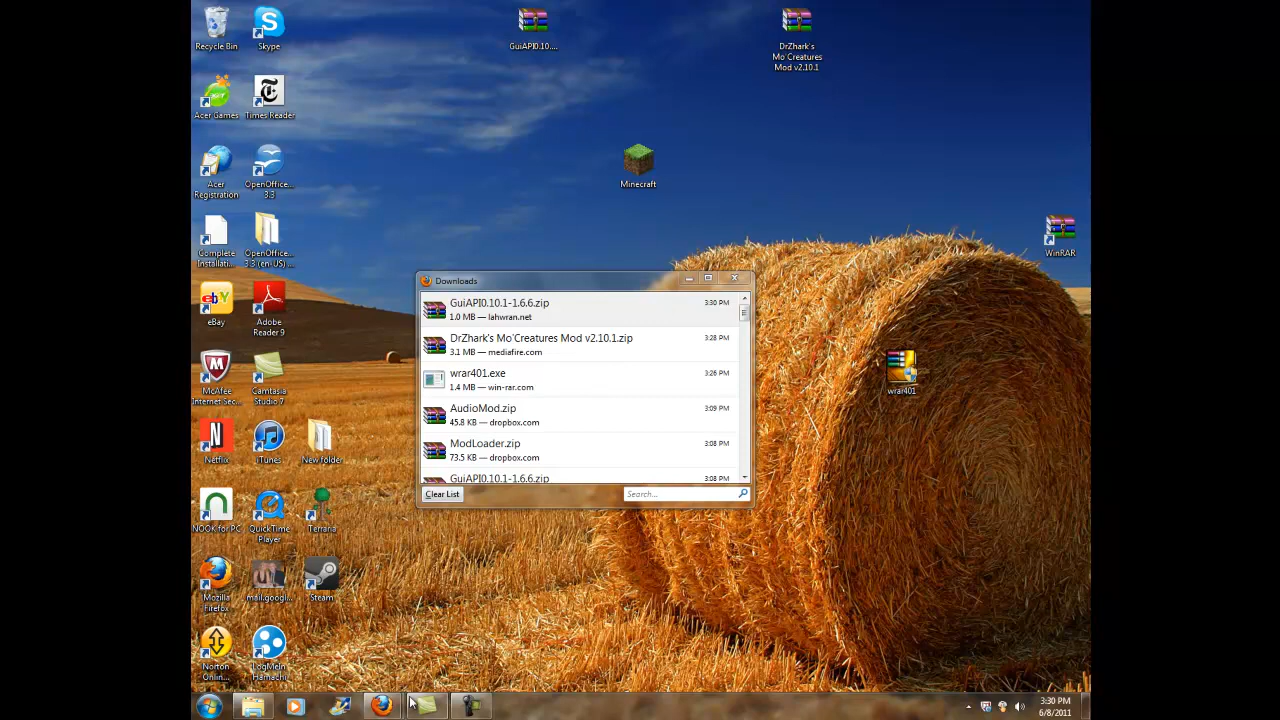 Recycle Bin
Skype
GuiAPI0.10....
DrZhark's
Mo'Creatures
Mod v2.10.1
Acer Games
Times Reader
Acer
Registration
OpenOffice...
3.3
Minecraft
Complete
Installati...
OpenOffice...
3.3 (en-US)...
WinRAR
eBay
Adobe
Reader 9
McAfee
Internet Sec...
Camtasia
Studio 7
wrar401
Netflix
iTunes
New folder
NOOK for PC
QuickTime
Player
Terraria
Mozilla
Firefox
mail.googl...
Steam
Norton
Online...
LogMeIn
Hamachi
Downloads
GuiAPI0.10.1-1.6.6.zip
3:30 PM
1.0 MB — lahwran.net
DrZhark's Mo'Creatures Mod v2.10.1.zip
3:28 PM
3.1 MB — mediafire.com
wrar401.exe
3:26 PM
1.4 MB — win-rar.com
AudioMod.zip
3:09 PM
45.8 KB — dropbox.com
ModLoader.zip
3:08 PM
73.5 KB — dropbox.com
GuiAPI0.10.1-1.6.6.zip
3:08 PM
Clear List
Search...
3:30 PM
6/8/2011